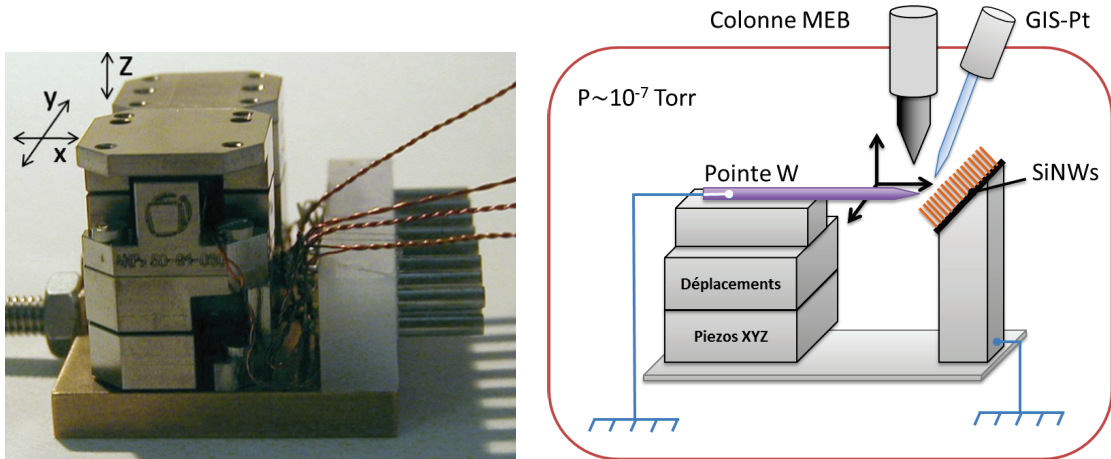 Z
y
x
Colonne MEB
GIS-Pt
P~10⁻⁷ Torr
Pointe W
SiNWs
Déplacements
Piezos XYZ